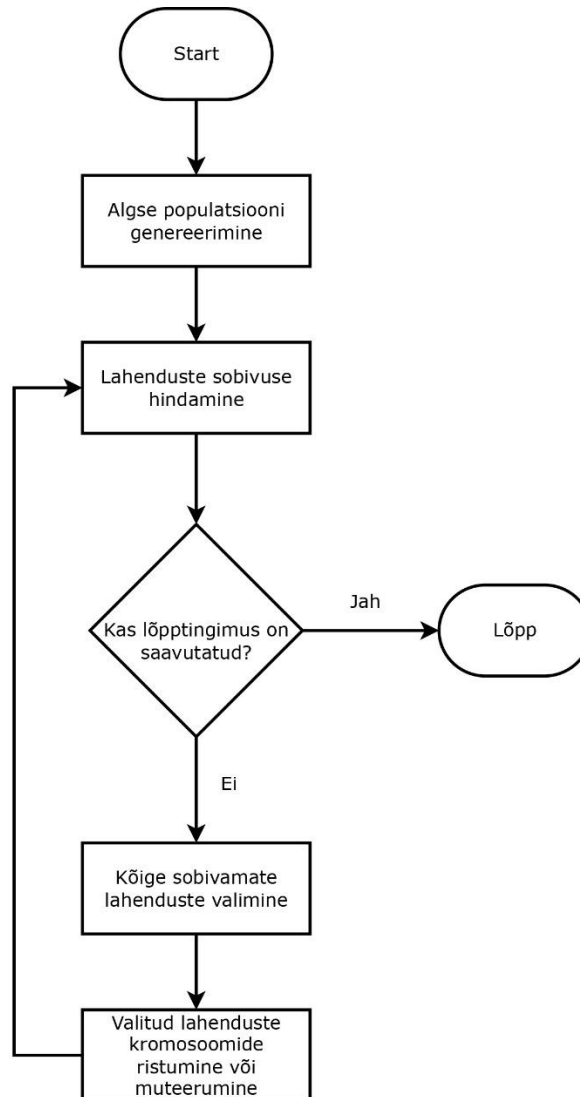 Start
Algse populatsiooni
genereerimine
Lahenduste sobivuse
hindamine
Kas lõpptingimus on
saavutatud?
Jah
Lõpp
Ei
Kõige sobivamate
lahenduste valimine
Valitud lahenduste
kromosoomide
ristumine või
muteerumine